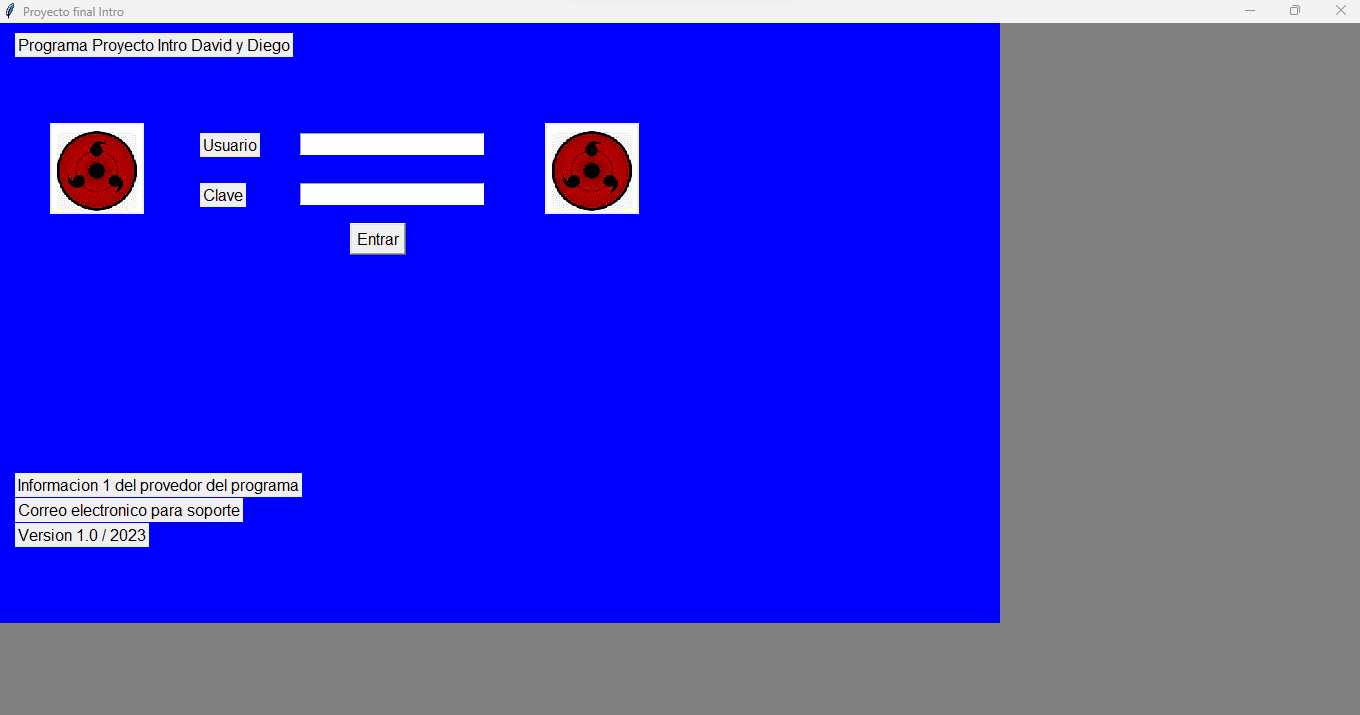 Proyecto final Intro
Programa Proyecto Intro David y Diego
Usuario
Clave
Entrar
Informacion 1 del provedor del programa
Correo electronico para soporte
Version 1.0 / 2023